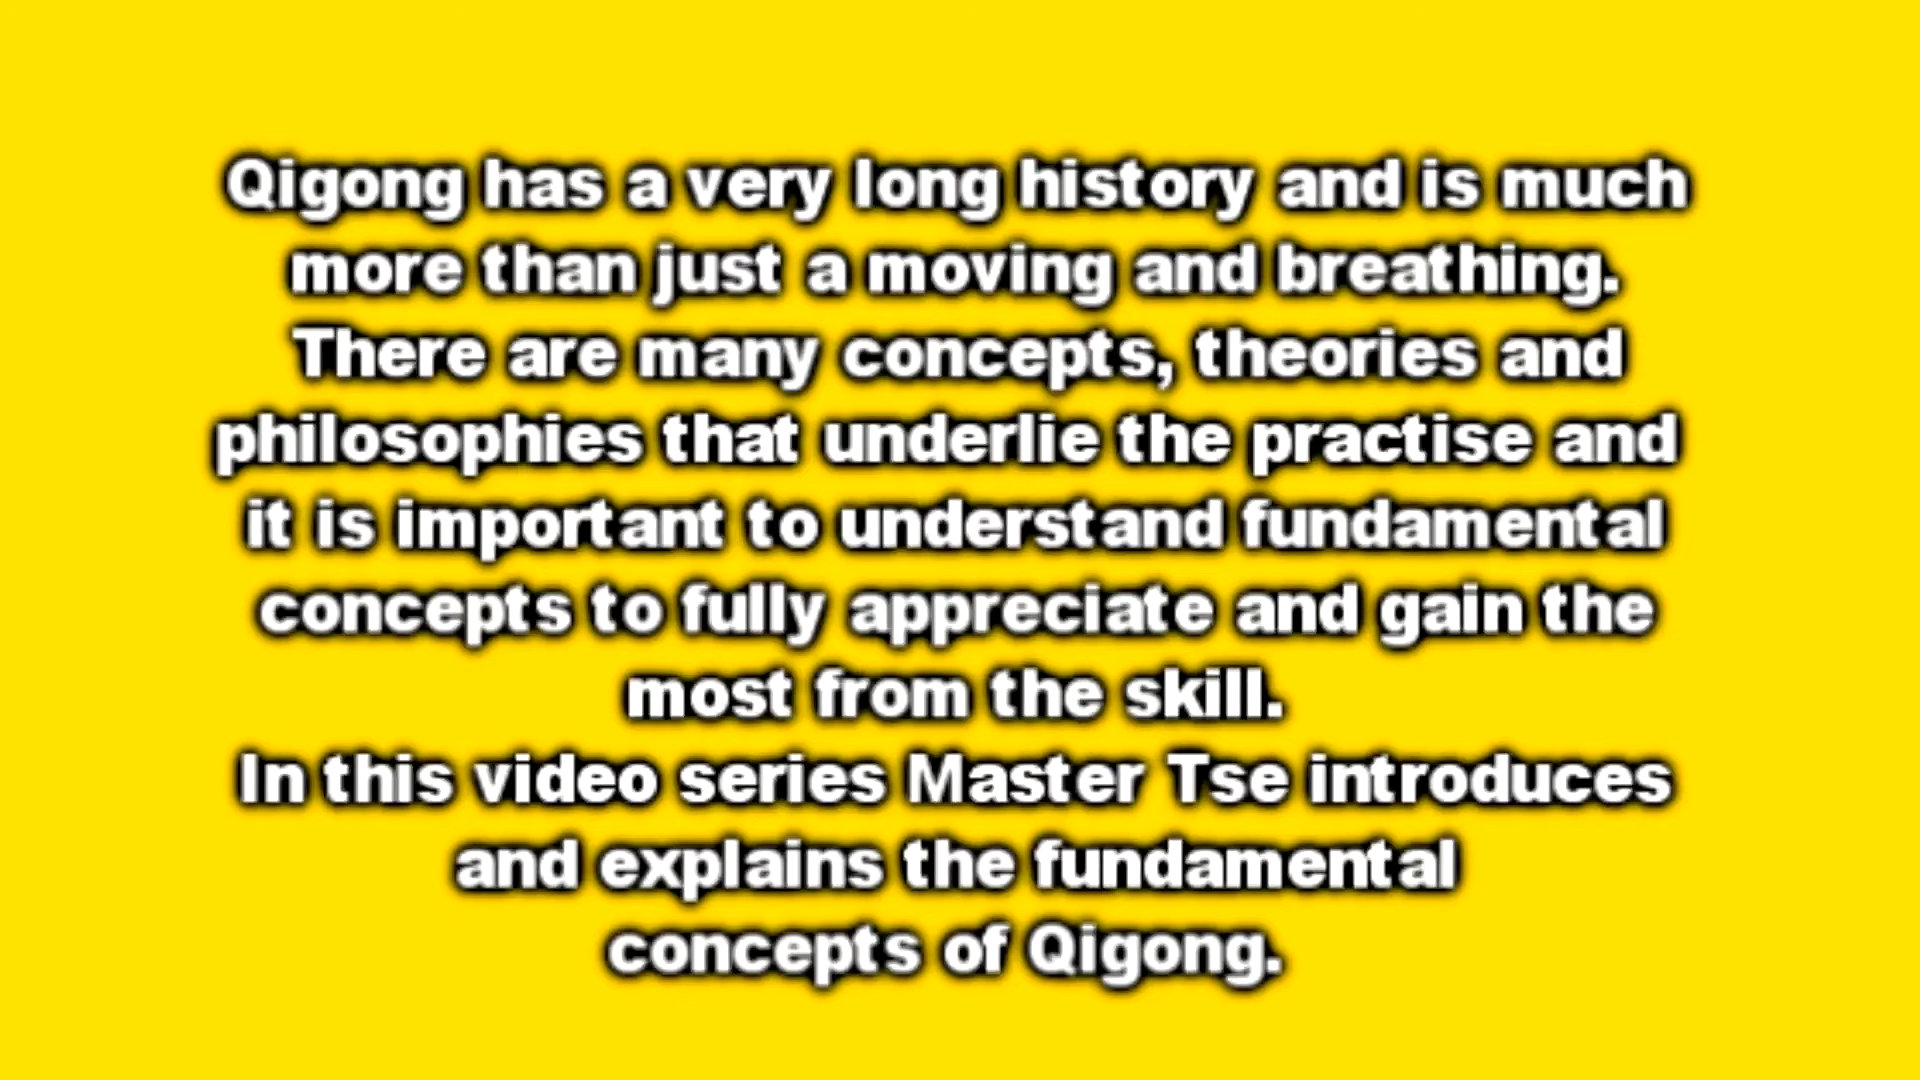 Qigong has a very long history and is much
more than just a moving and breathing.
There are many concepts, theories and
philosophies that underlie the practise and
it is important to understand fundamental
concepts to fully appreciate and gain the
most from the skill.
In this video series Master Tse introduces
and explains the fundamental
concepts of Qigong.